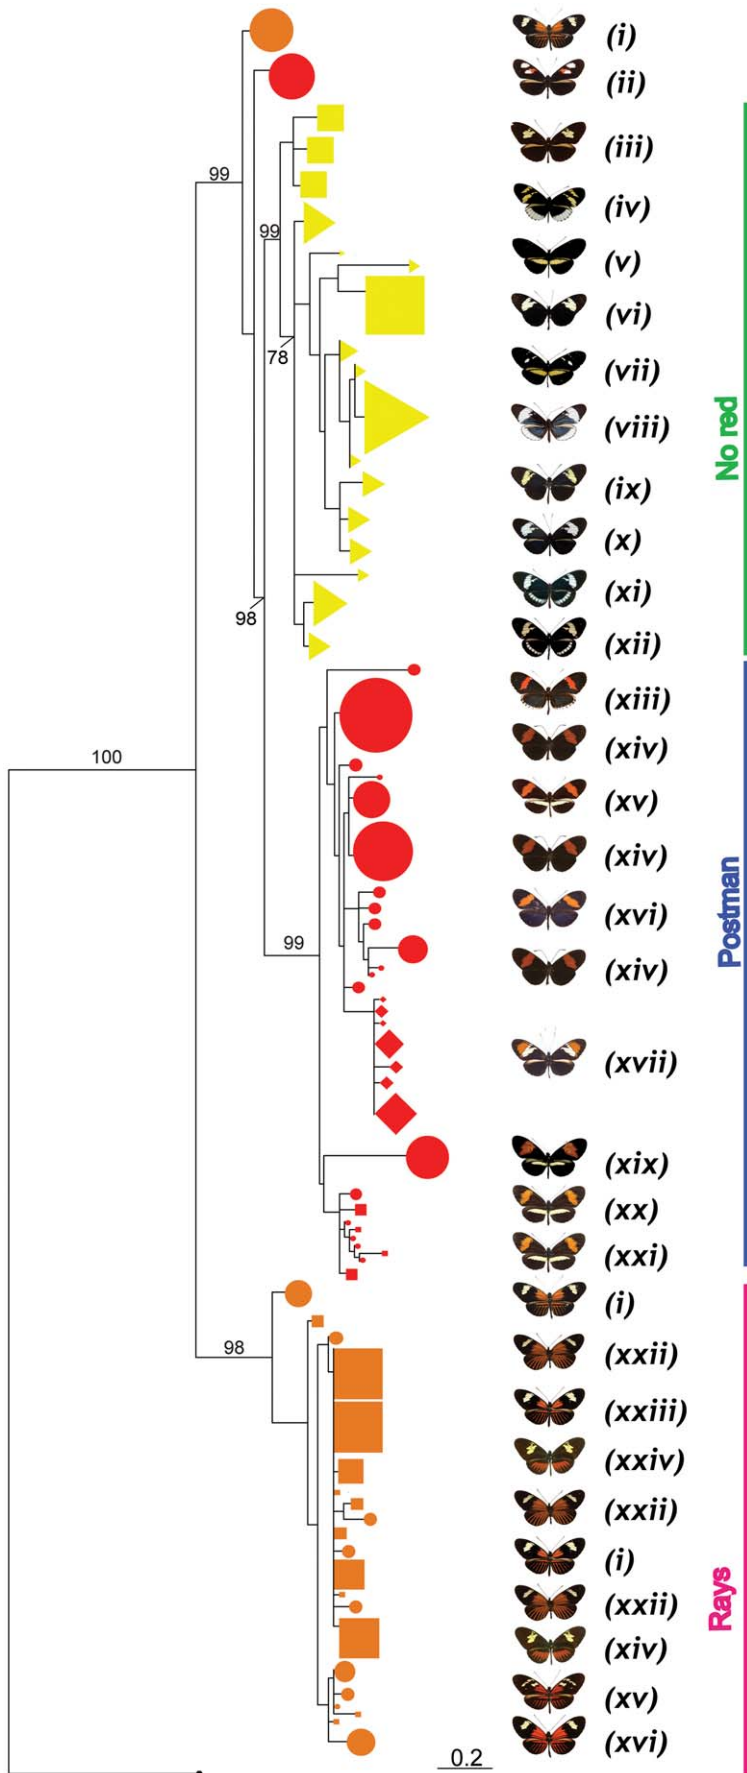 (i)
(ii)
99
(iii)
(iv)
99
(v)
(vi)
78
(vii)
(viii)
No red
(ix)
(x)
(xi)
98
(xii)
(xiii)
(xiv)
100
(xv)
(xiv)
(xvi)
Postman
99
(xiv)
(xvii)
(xix)
(xx)
(xxi)
(i)
98
(xxii)
(xxiii)
(xxiv)
(xxii)
(i)
Rays
(xxii)
(xiv)
(xv)
(xvi)
0.2